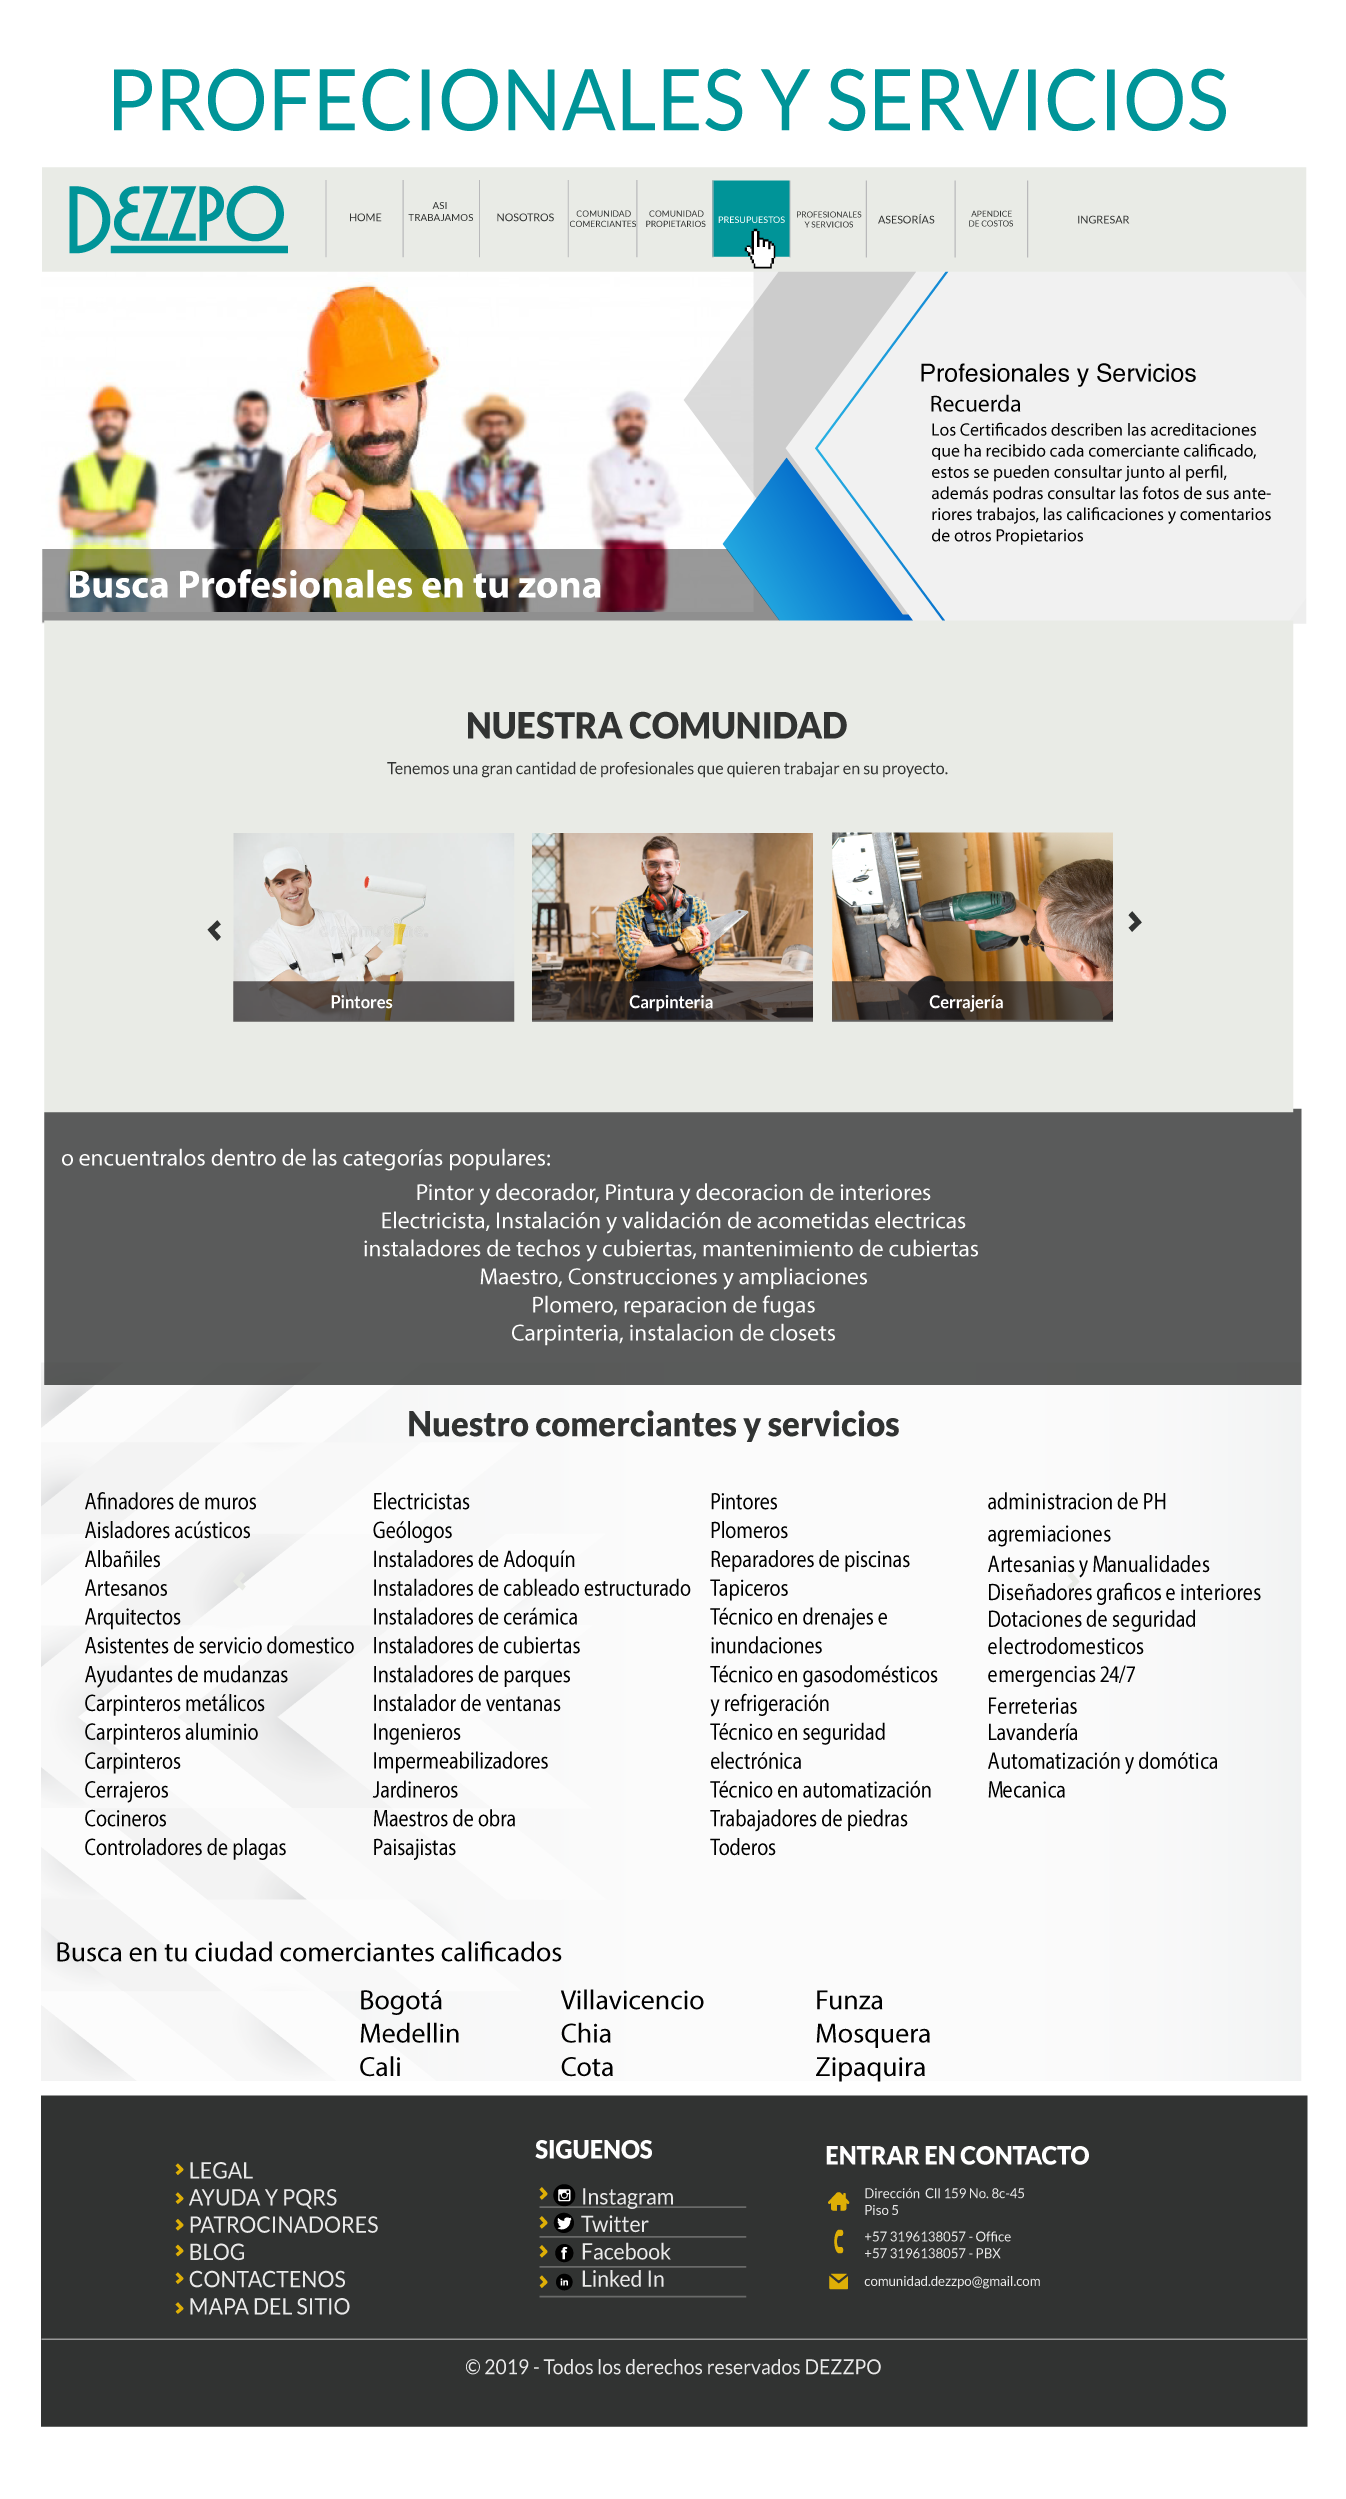 PROFECIONALES Y SERVICIOS
DEZZPO
HOME
ASI
TRABAJAMOS
NOSOTROS
COMUNIDAD
COMERCIANTES
COMUNIDAD
PROPIETARIOS
PRESUPUESTOS
PROFESIONALES
Y SERVICIOS
ASESORÍAS
APENDICE
DE COSTOS
INGRESAR
Busca Profesionales en tu zona
Profesionales y Servicios
Recuerda
Los Certificados describen las acreditaciones
que ha recibido cada comerciante calificado,
estos se pueden consultar junto al perfil,
además podras consultar las fotos de sus ante-
riores trabajos, las calificaciones y comentarios
de otros Propietarios
NUESTRA COMUNIDAD
Tenemos una gran cantidad de profesionales que quieren trabajar en su proyecto.
Pintores
Carpinteria
Cerrajería
o encuentralos dentro de las categorías populares:
Pintor y decorador, Pintura y decoracion de interiores
Electricista, Instalación y validación de acometidas electricas
instaladores de techos y cubiertas, mantenimiento de cubiertas
Maestro, Construcciones y ampliaciones
Plomero, reparacion de fugas
Carpinteria, instalacion de closets
Nuestro comerciantes y servicios
Afinadores de muros
Aisladores acústicos
Albañiles
Artesanos
Arquitectos
Asistentes de servicio domestico
Ayudantes de mudanzas
Carpinteros metálicos
Carpinteros aluminio
Carpinteros
Cerrajeros
Cocineros
Controladores de plagas
Electricistas
Geólogos
Instaladores de Adoquín
Instaladores de cableado estructurado
Instaladores de cerámica
Instaladores de cubiertas
Instaladores de parques
Instalador de ventanas
Ingenieros
Impermeabilizadores
Jardineros
Maestros de obra
Paisajistas
Pintores
Plomeros
Reparadores de piscinas
Tapiceros
Técnico en drenajes e
inundaciones
Técnico en gasodomésticos
y refrigeración
Técnico en seguridad
electrónica
Técnico en automatización
Trabajadores de piedras
Toderos
administracion de PH
agremiaciones
Artesanias y Manualidades
Diseñadores graficos e interiores
Dotaciones de seguridad
electrodomesticos
emergencias 24/7
Ferreterias
Lavandería
Automatización y domótica
Mecanica
Busca en tu ciudad comerciantes calificados
Bogotá
Medellin
Cali
Villavicencio
Chia
Cota
Funza
Mosquera
Zipaquira
LEGAL
AYUDA Y PQRS
PATROCINADORES
BLOG
CONTACTENOS
MAPA DEL SITIO
SIGUENOS
Instagram
Twitter
Facebook
Linked In
ENTRAR EN CONTACTO
Dirección Cll 159 No. 8c-45
Piso 5
+57 3196138057 - Office
+57 3196138057 - PBX
comunidad.dezzpo@gmail.com
© 2019 - Todos los derechos reservados DEZZPO